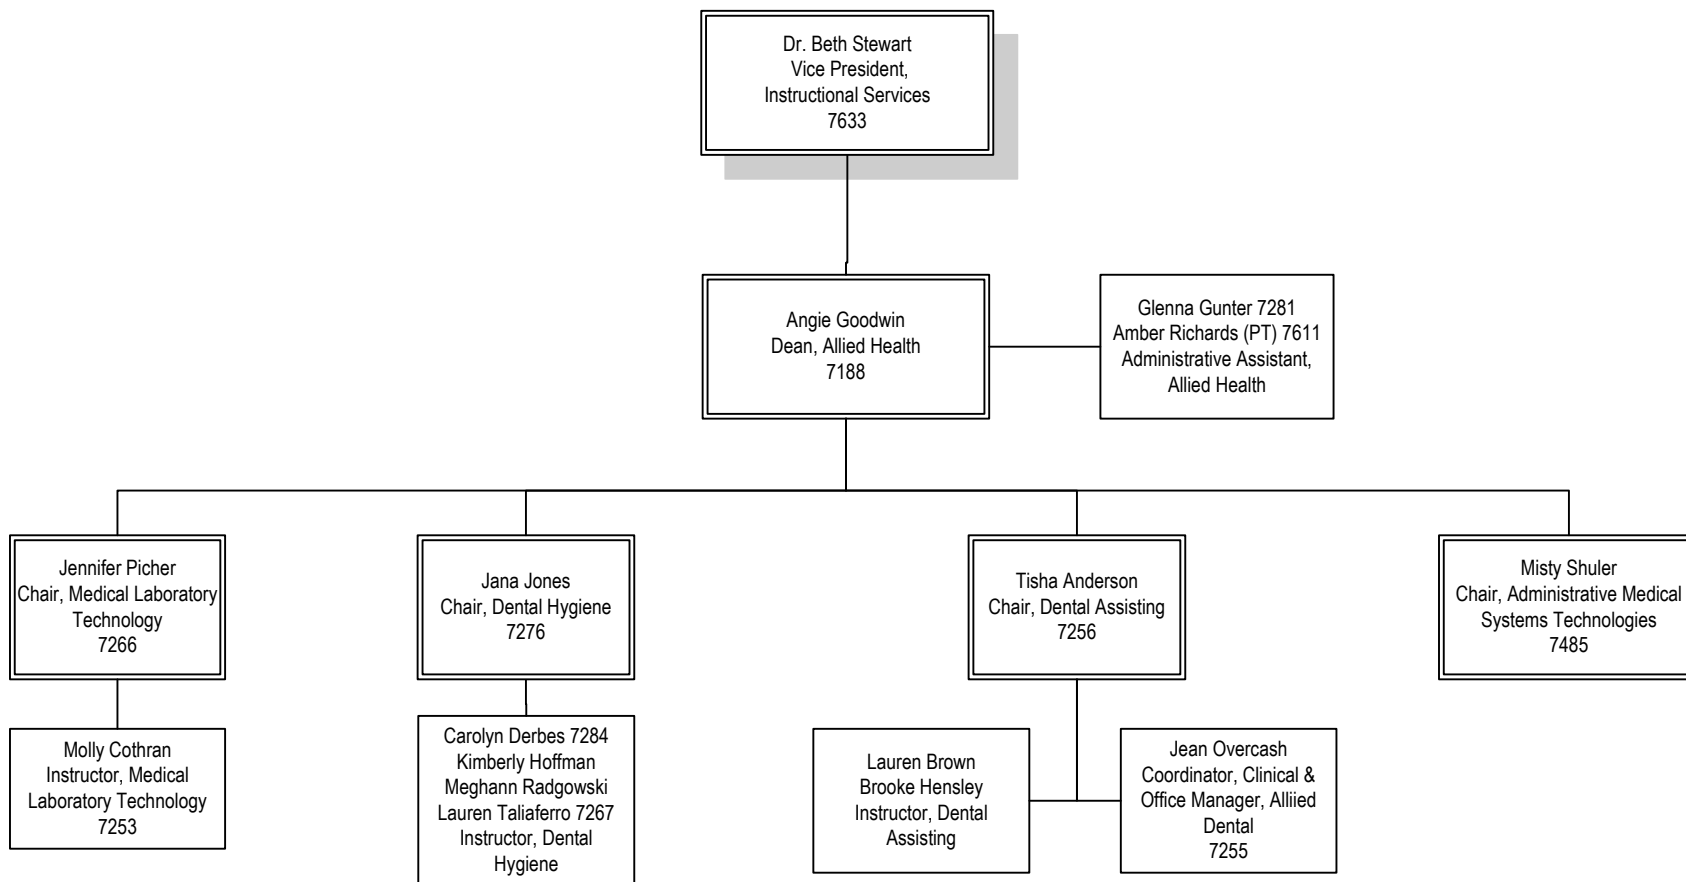 Dr. Beth Stewart
Vice President,
Instructional Services
7633
Angie Goodwin
Dean, Allied Health
7188
Glenna Gunter 7281
Amber Richards (PT) 7611
Administrative Assistant,
Allied Health
Jennifer Picher
Chair, Medical Laboratory
Technology
7266
Jana Jones
Chair, Dental Hygiene
7276
Tisha Anderson
Chair, Dental Assisting
7256
Misty Shuler
Chair, Administrative Medical
Systems Technologies
7485
Molly Cothran
Instructor, Medical
Laboratory Technology
7253
Carolyn Derbes 7284
Kimberly Hoffman
Meghann Radgowski
Lauren Taliaferro 7267
Instructor, Dental
Hygiene
Lauren Brown
Brooke Hensley
Instructor, Dental
Assisting
Jean Overcash
Coordinator, Clinical &
Office Manager, Alliied
Dental
7255